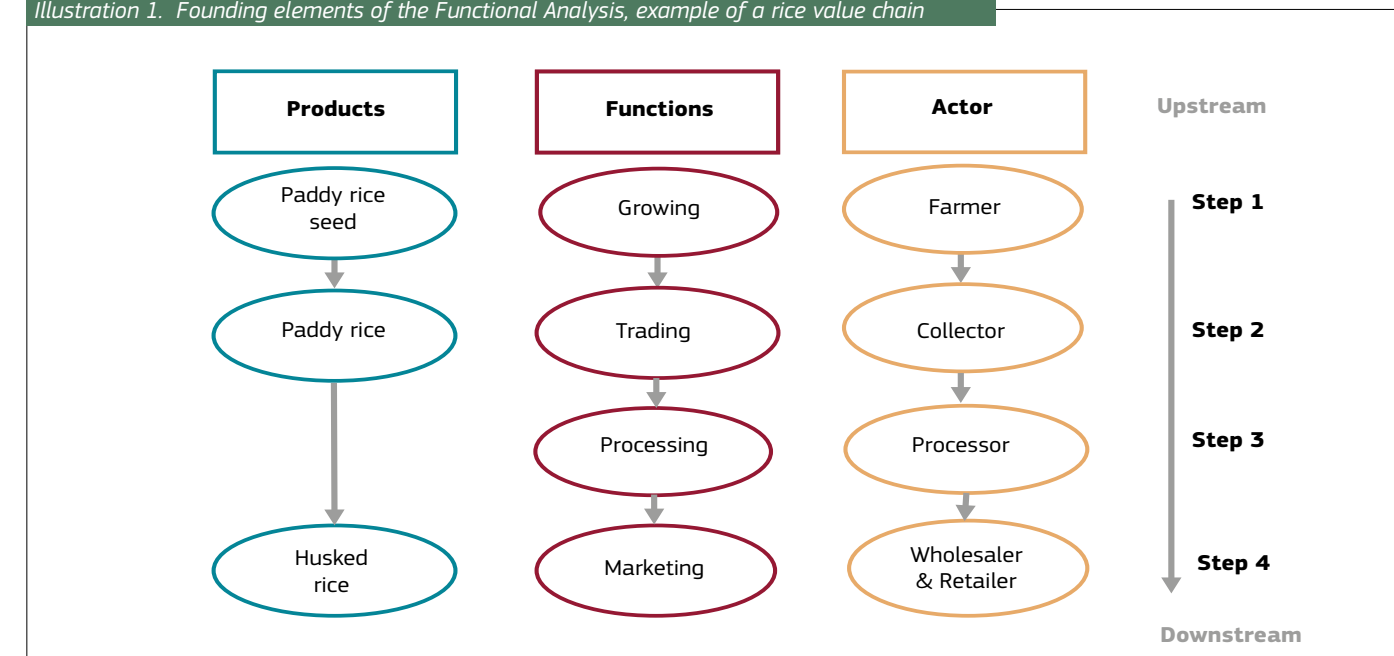 Illustration 1. Founding elements of the Functional Analysis, example of a rice value chain
Products
Functions
Actor
Upstream
Paddy rice
seed
Growing
Farmer
Step 1
Paddy rice
Trading
Collector
Step 2
Processing
Processor
Step 3
Husked
rice
Marketing
Wholesaler
& Retailer
Step 4
Downstream